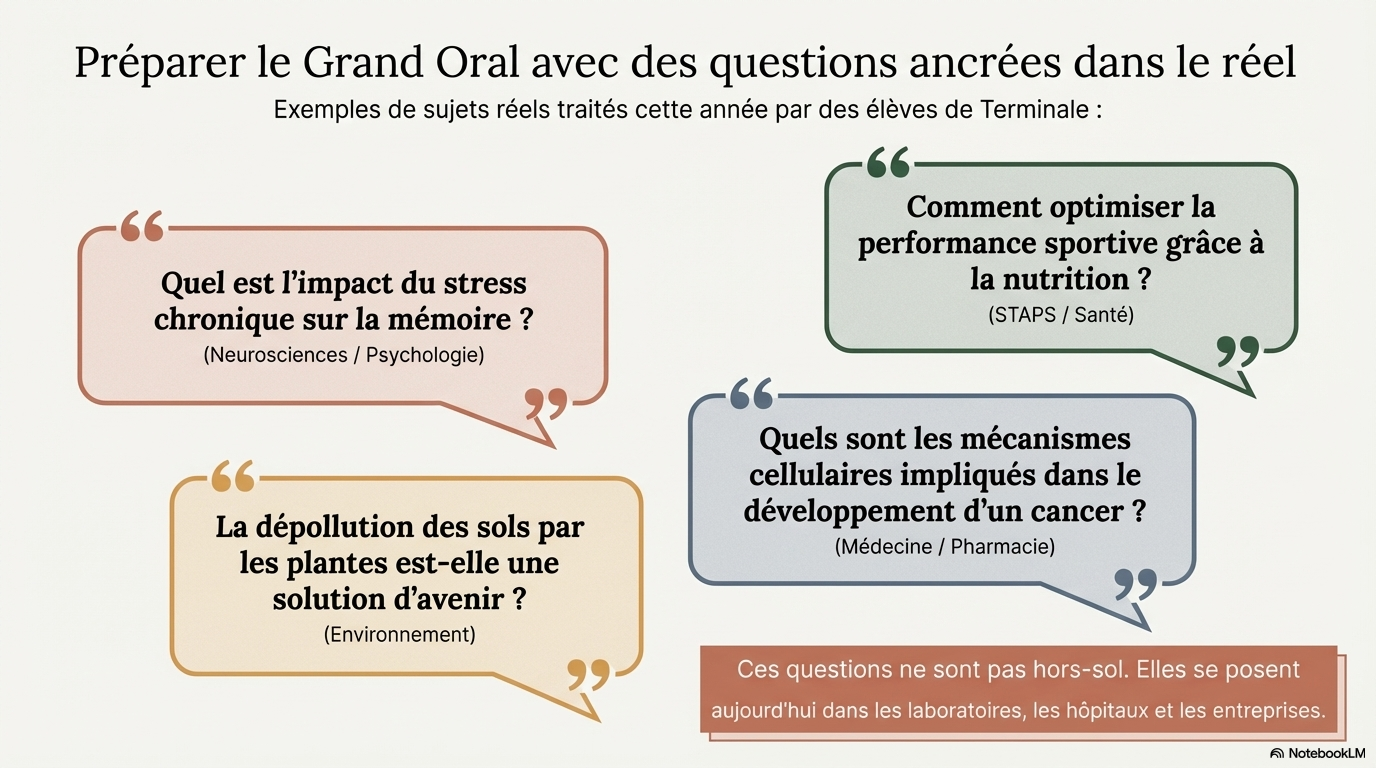 Préparer le Grand Oral avec des questions ancrées dans le réel
Exemples de sujets réels traités cette année par des élèves de Terminale :
“
Quel est l’impact du stress
chronique sur la mémoire ?
(Neurosciences / Psychologie)
”
“
Comment optimiser la
performance sportive grâce à
la nutrition ?
(STAPS / Santé)
”
“
La dépollution des sols par
les plantes est-elle une
solution d’avenir ?
(Environnement)
”
“
Quels sont les mécanismes
cellulaires impliqués dans le
développement d’un cancer ?
(Médecine / Pharmacie)
”
Ces questions ne sont pas hors-sol. Elles se posent
aujourd'hui dans les laboratoires, les hôpitaux et les entreprises.
NotebookLM